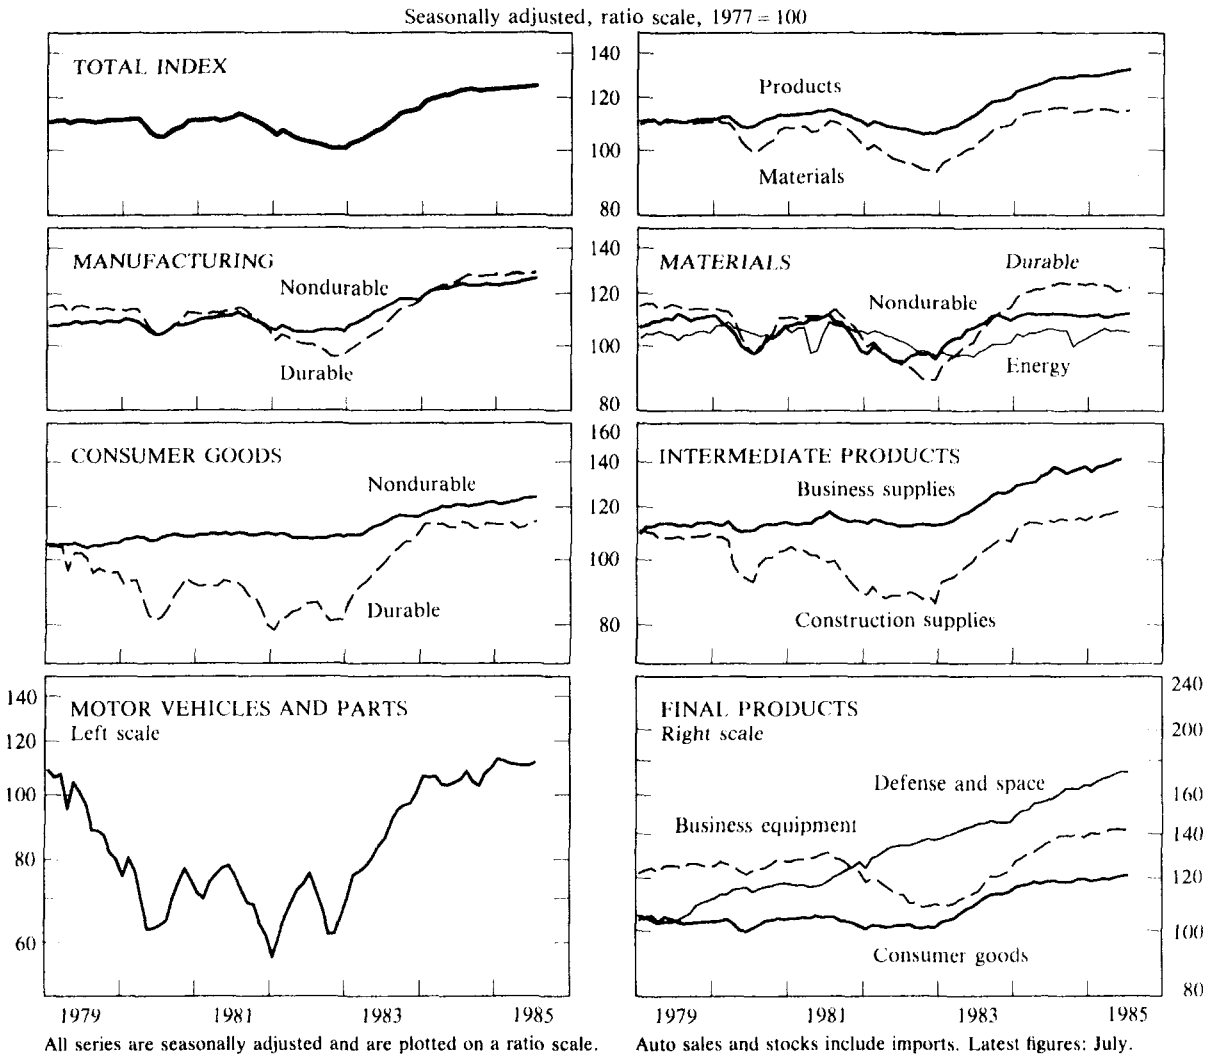 Seasonally adjusted, ratio scale, 1977 = 100
TOTAL INDEX
140
120
100
80
Products
Materials
MANUFACTURING
Nondurable
Durable
140
120
100
80
MATERIALS
Durable
Nondurable
Energy
CONSUMER GOODS
Nondurable
Durable
160
140
120
100
80
INTERMEDIATE PRODUCTS
Business supplies
Construction supplies
140
120
100
80
60
MOTOR VEHICLES AND PARTS
Left scale
FINAL PRODUCTS
Right scale
Defense and space
Business equipment
Consumer goods
240
200
160
140
120
100
80
1979 1981 1983 1985
1979 1981 1983 1985
All series are seasonally adjusted and are plotted on a ratio scale.
Auto sales and stocks include imports. Latest figures: July.